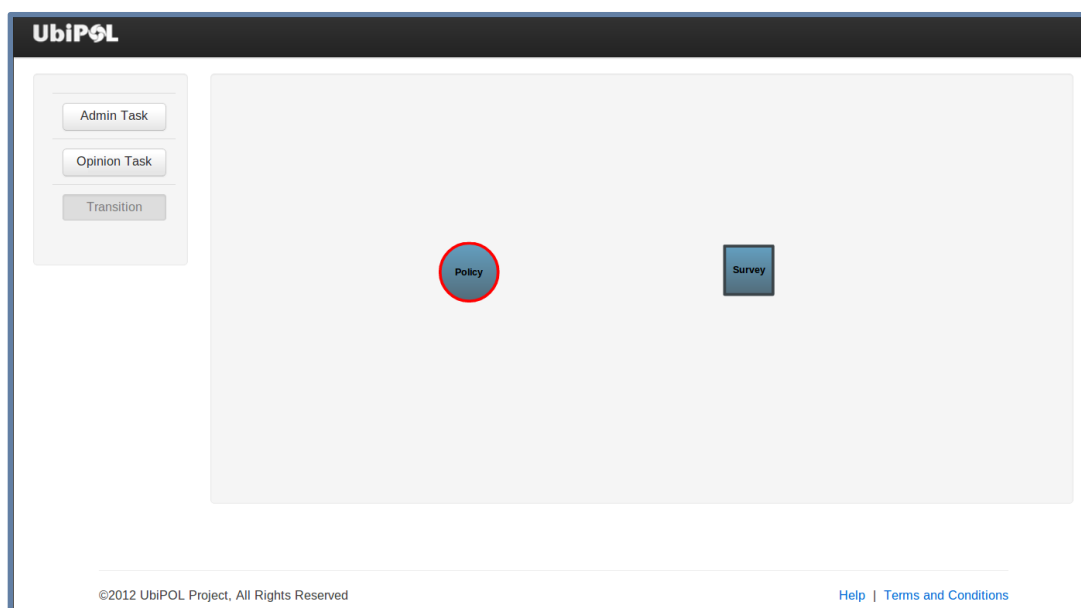 UbiPOL
Admin Task
Opinion Task
Transition
Policy
Survey
©2012 UbiPOL Project, All Rights Reserved
Help | Terms and Conditions